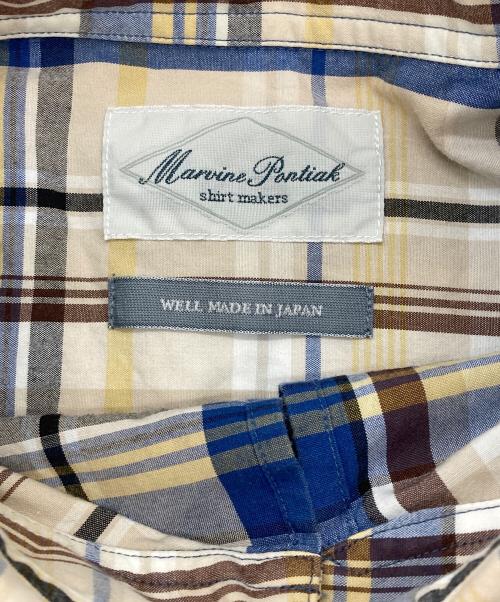 Marvine Pontiak
shirt makers
WELL MADE IN JAPAN